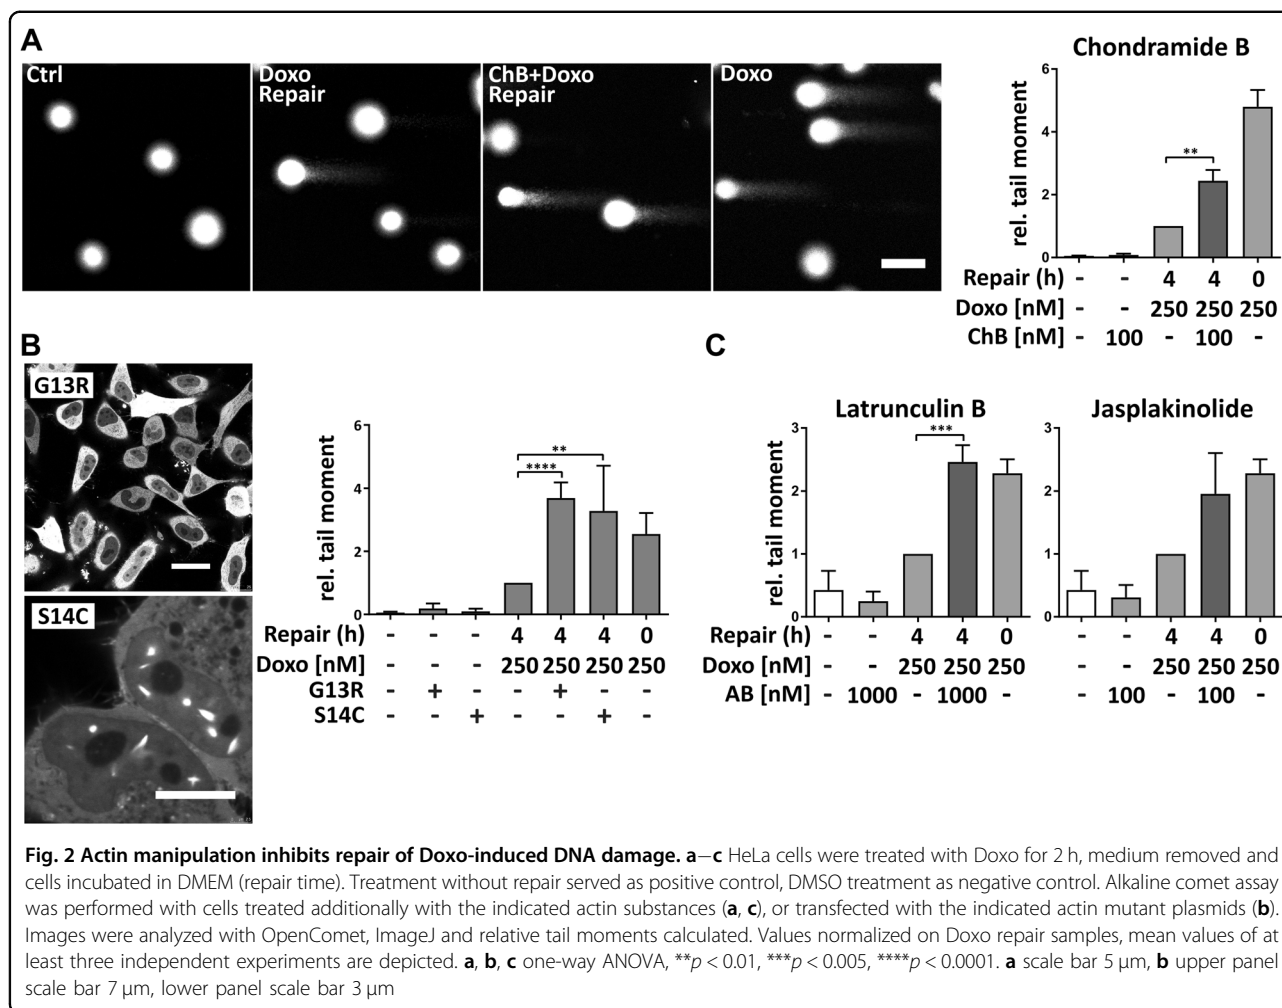 A
Ctrl
Doxo
Repair
ChB+Doxo
Repair
Doxo
Chondramide B
rel. tail moment
6
4
2
0
**
Repair (h) - - 4 4 0
Doxo [nM] - - 250 250 250
ChB [nM] - 100 - 100 -
B
G13R
S14C
rel. tail moment
6
4
2
0
**
****
Repair (h) - - - 4 4 4 0
Doxo [nM] - - - 250 250 250 250
G13R - + - - + - -
S14C - - + - - + -
C
Latrunculin B
rel. tail moment
3
2
1
0
***
Repair (h) - - 4 4 0
Doxo [nM] - - 250 250 250
AB [nM] - 1000 - 1000 -
Jasplakinolide
3
2
1
0
- - 4 4 0
- - 250 250 250
- 100 - 100 -
Fig. 2 Actin manipulation inhibits repair of Doxo-induced DNA damage. a–c HeLa cells were treated with Doxo for 2 h, medium removed and
cells incubated in DMEM (repair time). Treatment without repair served as positive control, DMSO treatment as negative control. Alkaline comet assay
was performed with cells treated additionally with the indicated actin substances (a, c), or transfected with the indicated actin mutant plasmids (b).
Images were analyzed with OpenComet, ImageJ and relative tail moments calculated. Values normalized on Doxo repair samples, mean values of at
least three independent experiments are depicted. a, b, c one-way ANOVA, **p < 0.01, ***p < 0.005, ****p < 0.0001. a scale bar 5 µm, b upper panel
scale bar 7 µm, lower panel scale bar 3 µm